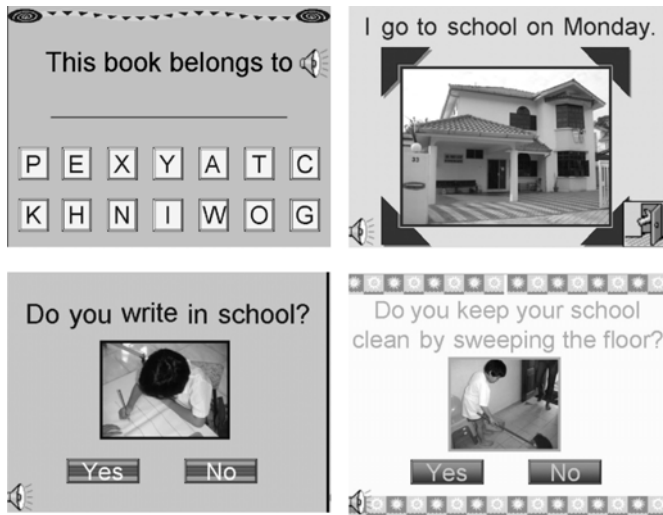 This book belongs to
P E X Y A T C
K H N I W O G
I go to school on Monday.
Do you write in school?
Yes No
Do you keep your school
clean by sweeping the floor?
Yes No